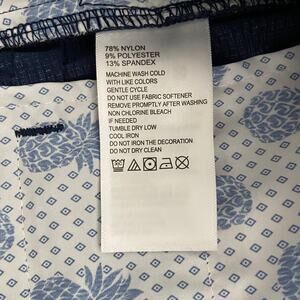 78% NYLON
9% POLYESTER
13% SPANDEX
MACHINE WASH COLD
WITH LIKE COLORS
GENTLE CYCLE
DO NOT USE FABRIC SOFTENER
REMOVE PROMPTLY AFTER WASHING
NON CHLORINE BLEACH
IF NEEDED
TUMBLE DRY LOW
COOL IRON
DO NOT IRON THE DECORATION
DO NOT DRY CLEAN